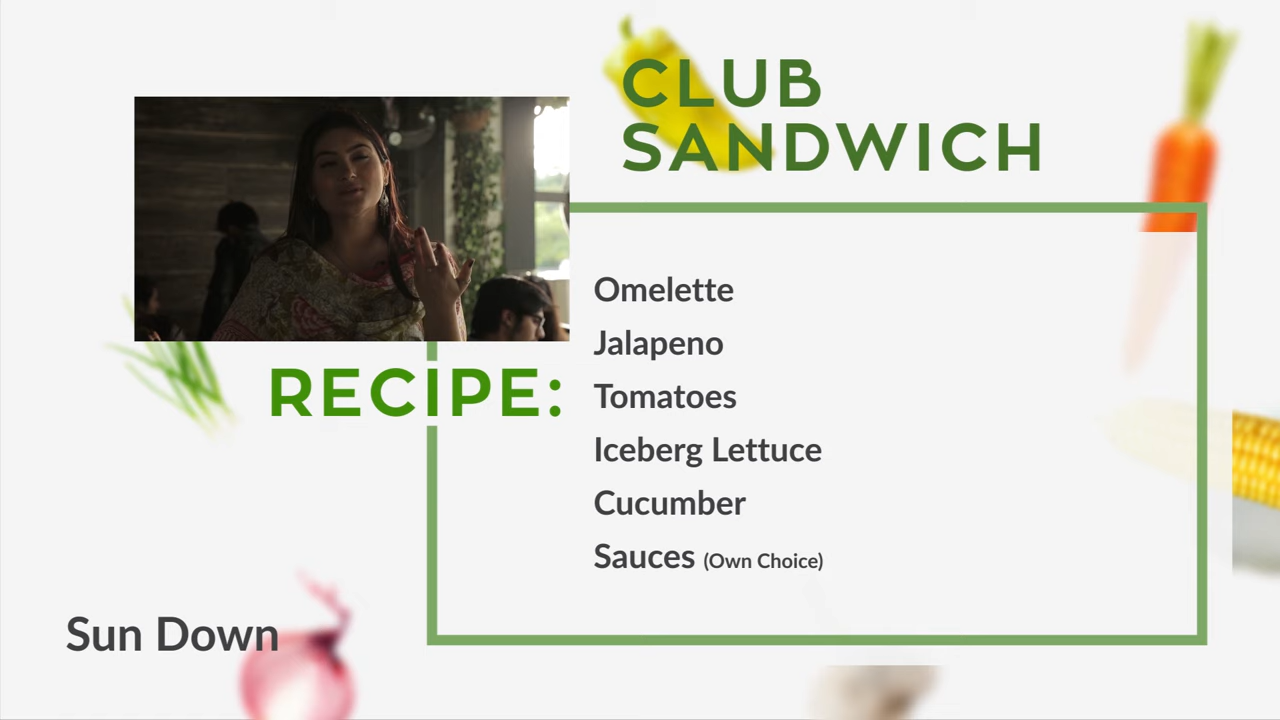 CLUB
SANDWICH
RECIPE:
Omelette
Jalapeno
Tomatoes
Iceberg Lettuce
Cucumber
Sauces (Own Choice)
Sun Down